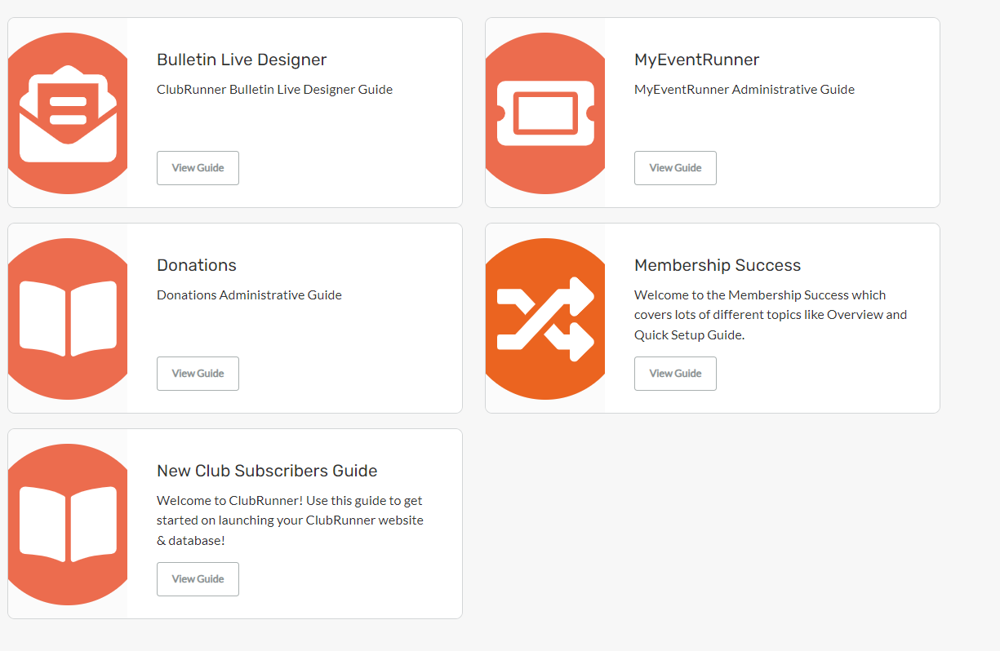 Bulletin Live Designer
ClubRunner Bulletin Live Designer Guide
View Guide
MyEventRunner
MyEventRunner Administrative Guide
View Guide
Donations
Donations Administrative Guide
View Guide
Membership Success
Welcome to the Membership Success which
covers lots of different topics like Overview and
Quick Setup Guide.
View Guide
New Club Subscribers Guide
Welcome to ClubRunner! Use this guide to get
started on launching your ClubRunner website
& database!
View Guide